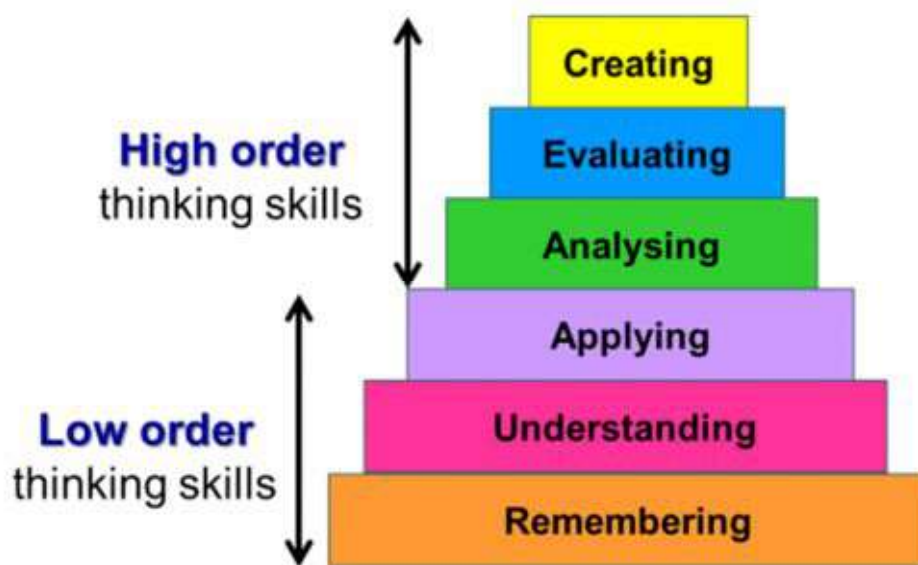 Creating
Evaluating
High order
thinking skills
Analysing
Applying
Low order
thinking skills
Understanding
Remembering